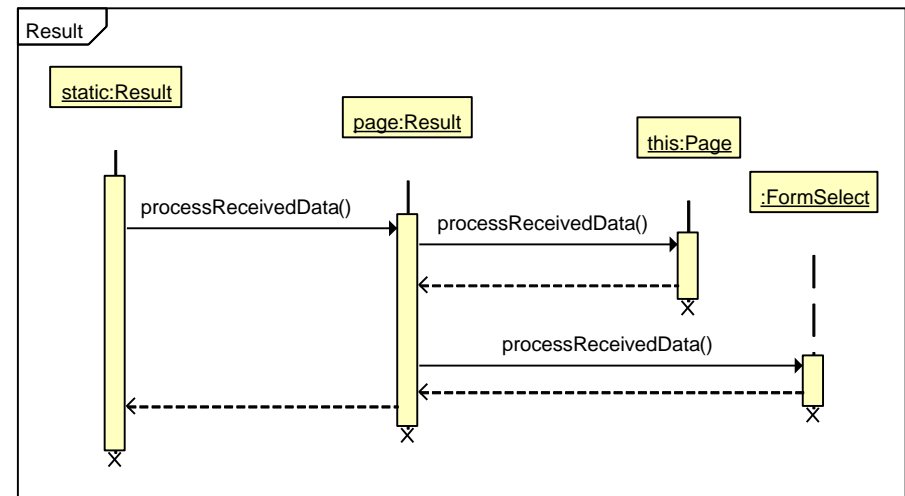 Result
static:Result
page:Result
this:Page
:FormSelect
processReceivedData()
processReceivedData()
processReceivedData()